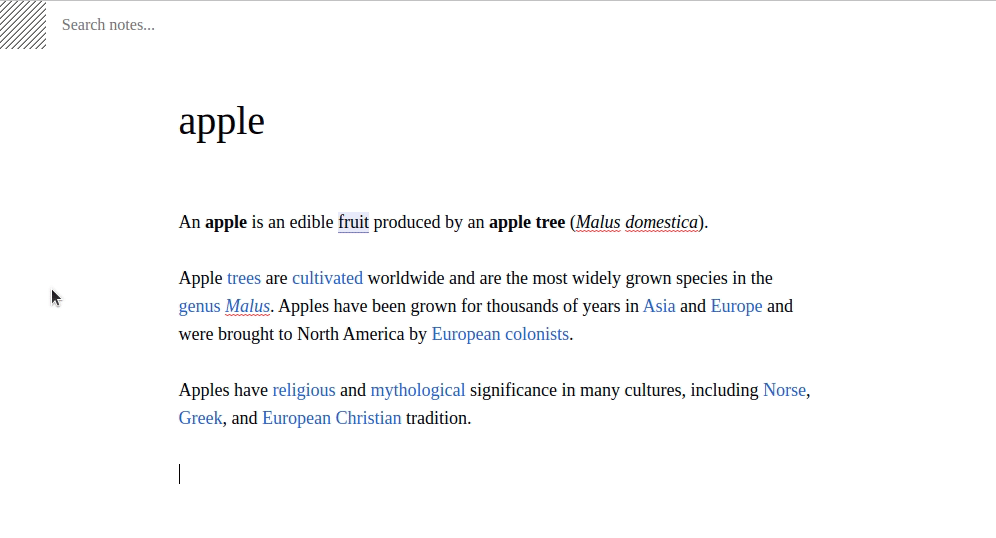 Search notes...
apple
An apple is an edible fruit produced by an apple tree (Malus domestica).
Apple trees are cultivated worldwide and are the most widely grown species in the
genus Malus. Apples have been grown for thousands of years in Asia and Europe and
were brought to North America by European colonists.
Apples have religious and mythological significance in many cultures, including Norse,
Greek, and European Christian tradition.